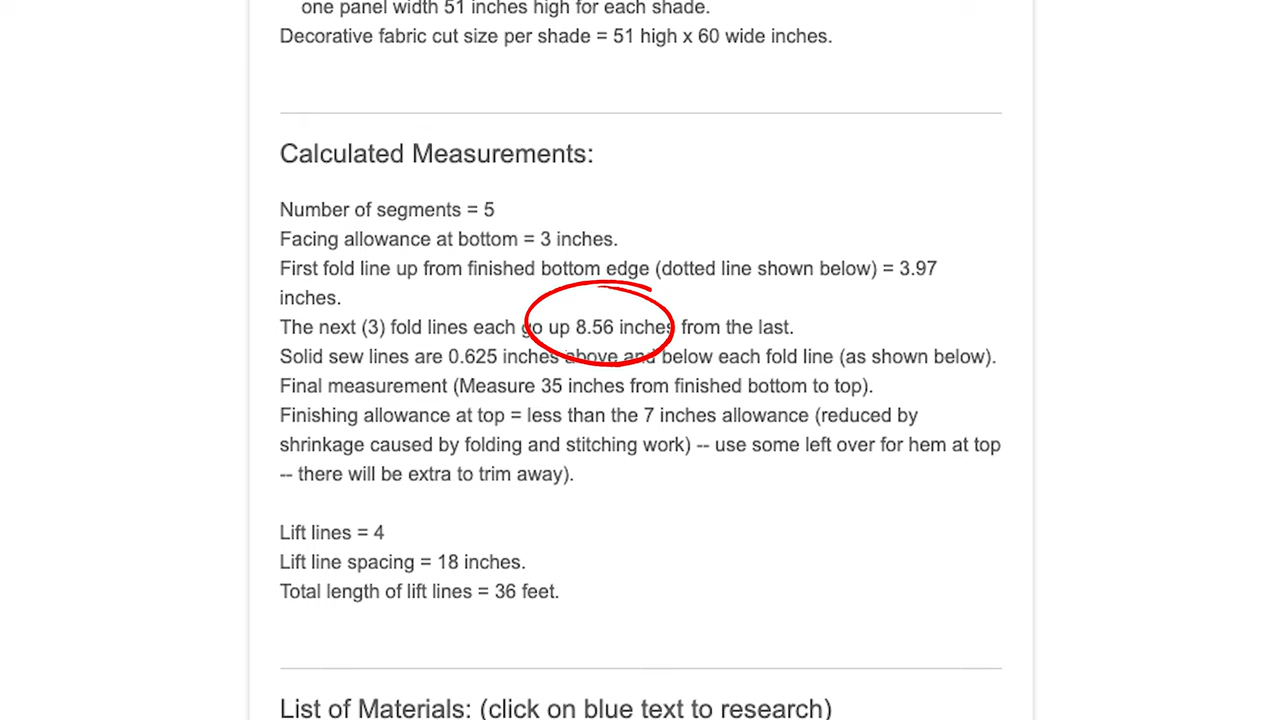 one panel width 51 inches high for each shade.
Decorative fabric cut size per shade = 51 high x 60 wide inches.
Calculated Measurements:
Number of segments = 5
Facing allowance at bottom = 3 inches.
First fold line up from finished bottom edge (dotted line shown below) = 3.97
inches.
The next (3) fold lines each go up 8.56 inches from the last.
Solid sew lines are 0.625 inches above and below each fold line (as shown below).
Final measurement (Measure 35 inches from finished bottom to top).
Finishing allowance at top = less than the 7 inches allowance (reduced by
shrinkage caused by folding and stitching work) -- use some left over for hem at top
-- there will be extra to trim away).
Lift lines = 4
Lift line spacing = 18 inches.
Total length of lift lines = 36 feet.
List of Materials: (click on blue text to research)